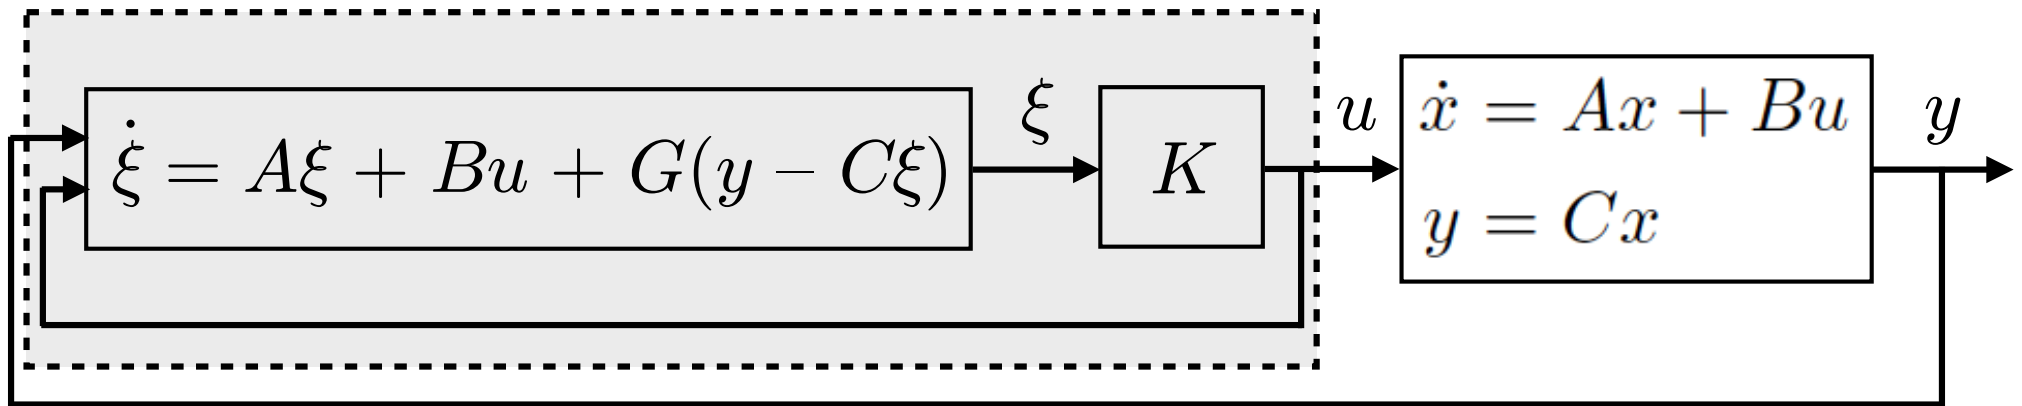 ξ̇ = Aξ + Bu + G(y − Cξ)
ξ
K
u
ẋ = Ax + Bu
y = Cx
y